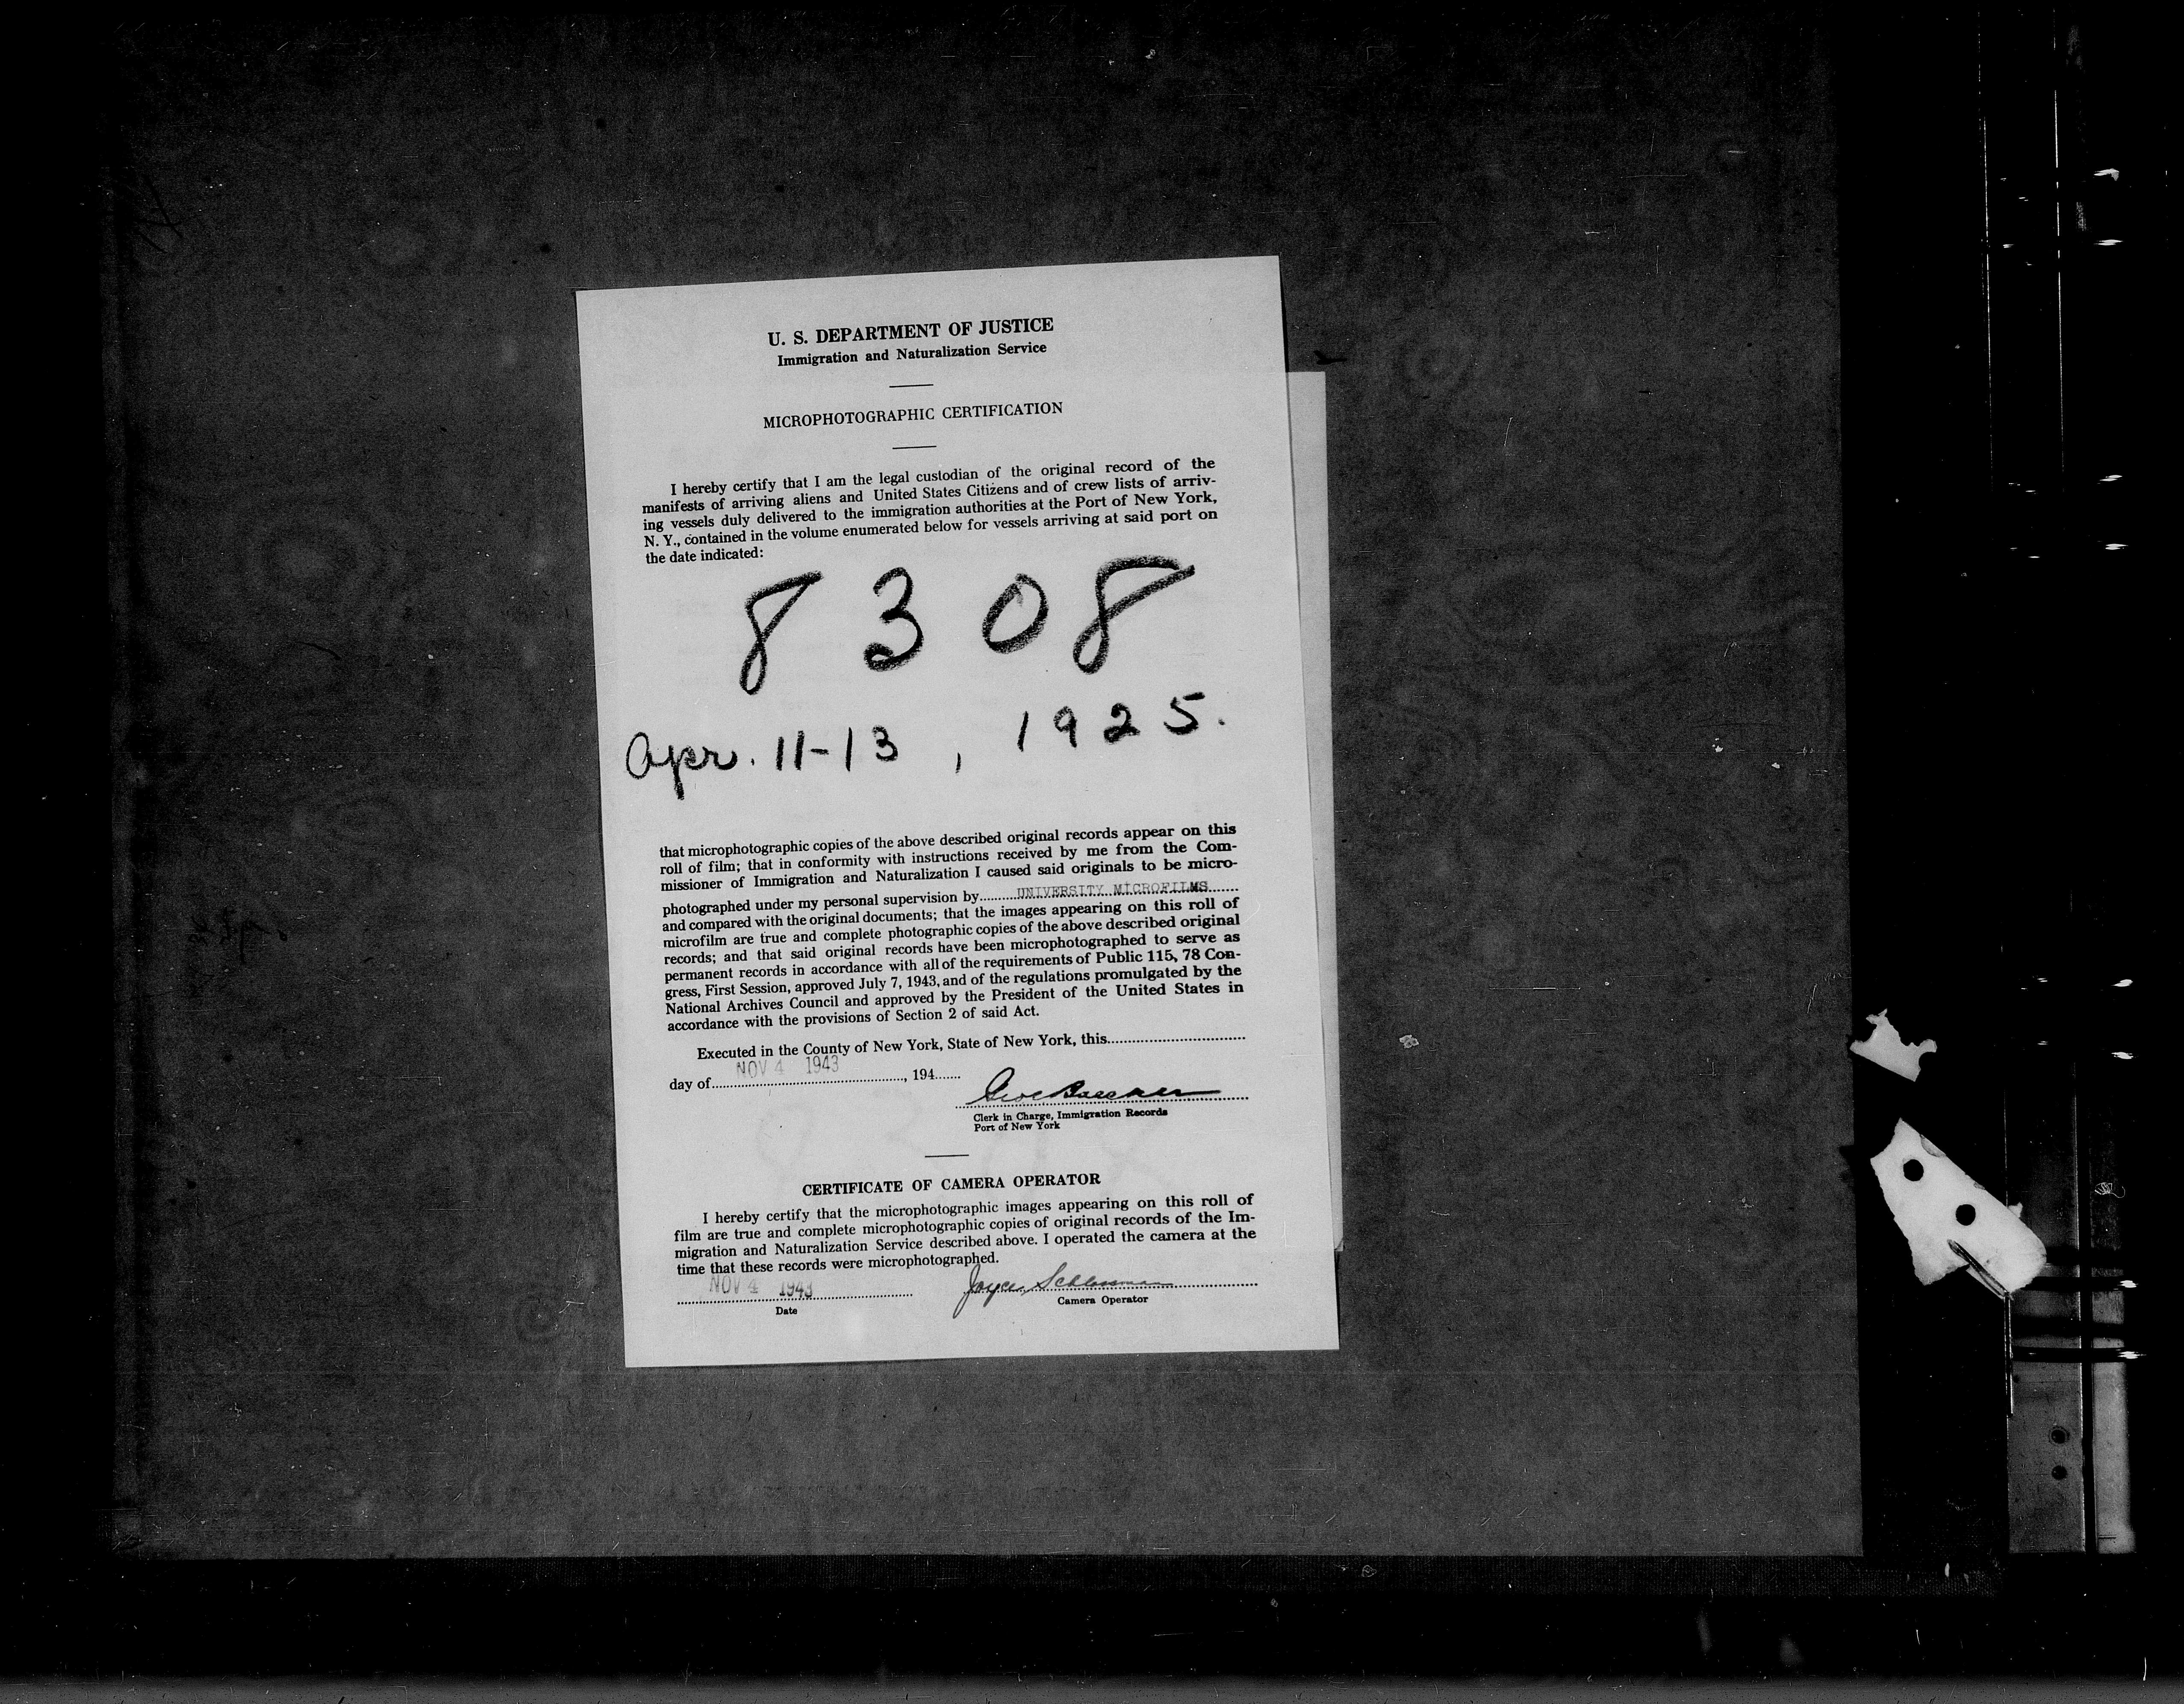 U. S. DEPARTMENT OF JUSTICE
Immigration and Naturalization Service
MICROPHOTOGRAPHIC CERTIFICATION
I hereby certify that I am the legal custodian of the original record of the
manifests of arriving aliens and United States Citizens and of crew lists of arriv-
ing vessels duly delivered to the immigration authorities at the Port of New York,
N. Y., contained in the volume enumerated below for vessels arriving at said port on
the date indicated:
8 3 0 8
Apr. 11-13, 1925.
that microphotographic copies of the above described original records appear on this
roll of film; that in conformity with instructions received by me from the Com-
missioner of Immigration and Naturalization I caused said originals to be micro-
photographed under my personal supervision by UNIVERSITY MICROFILMS
and compared with the original documents; that the images appearing on this roll of
microfilm are true and complete photographic copies of the above described original
records; and that said original records have been microphotographed to serve as
permanent records in accordance with all of the requirements of Public 115, 78 Con-
gress, First Session, approved July 7, 1943, and of the regulations promulgated by the
National Archives Council and approved by the President of the United States in
accordance with the provisions of Section 2 of said Act.
Executed in the County of New York, State of New York, this
NOV 4 1943
day of , 194
Clerk in Charge, Immigration Records
Port of New York
CERTIFICATE OF CAMERA OPERATOR
I hereby certify that the microphotographic images appearing on this roll of
film are true and complete microphotographic copies of original records of the Im-
migration and Naturalization Service described above. I operated the camera at the
time that these records were microphotographed.
NOV 4 1943 Joyce Schlossman
Date Camera Operator